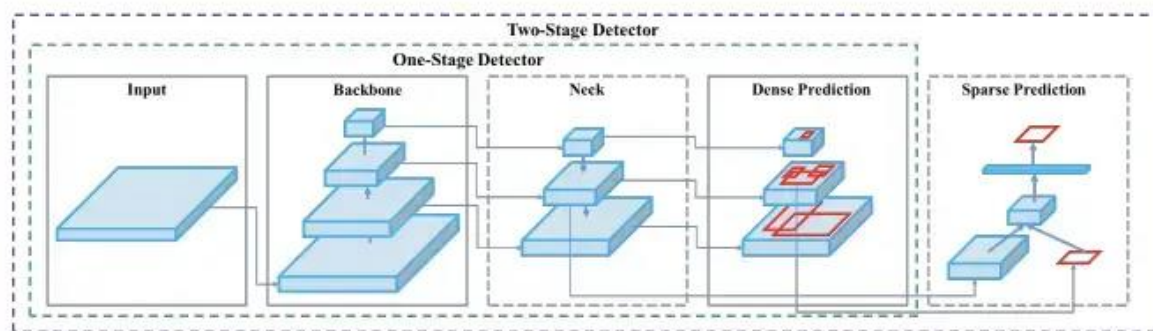 Two-Stage Detector
One-Stage Detector
Input
Backbone
Neck
Dense Prediction
Sparse Prediction